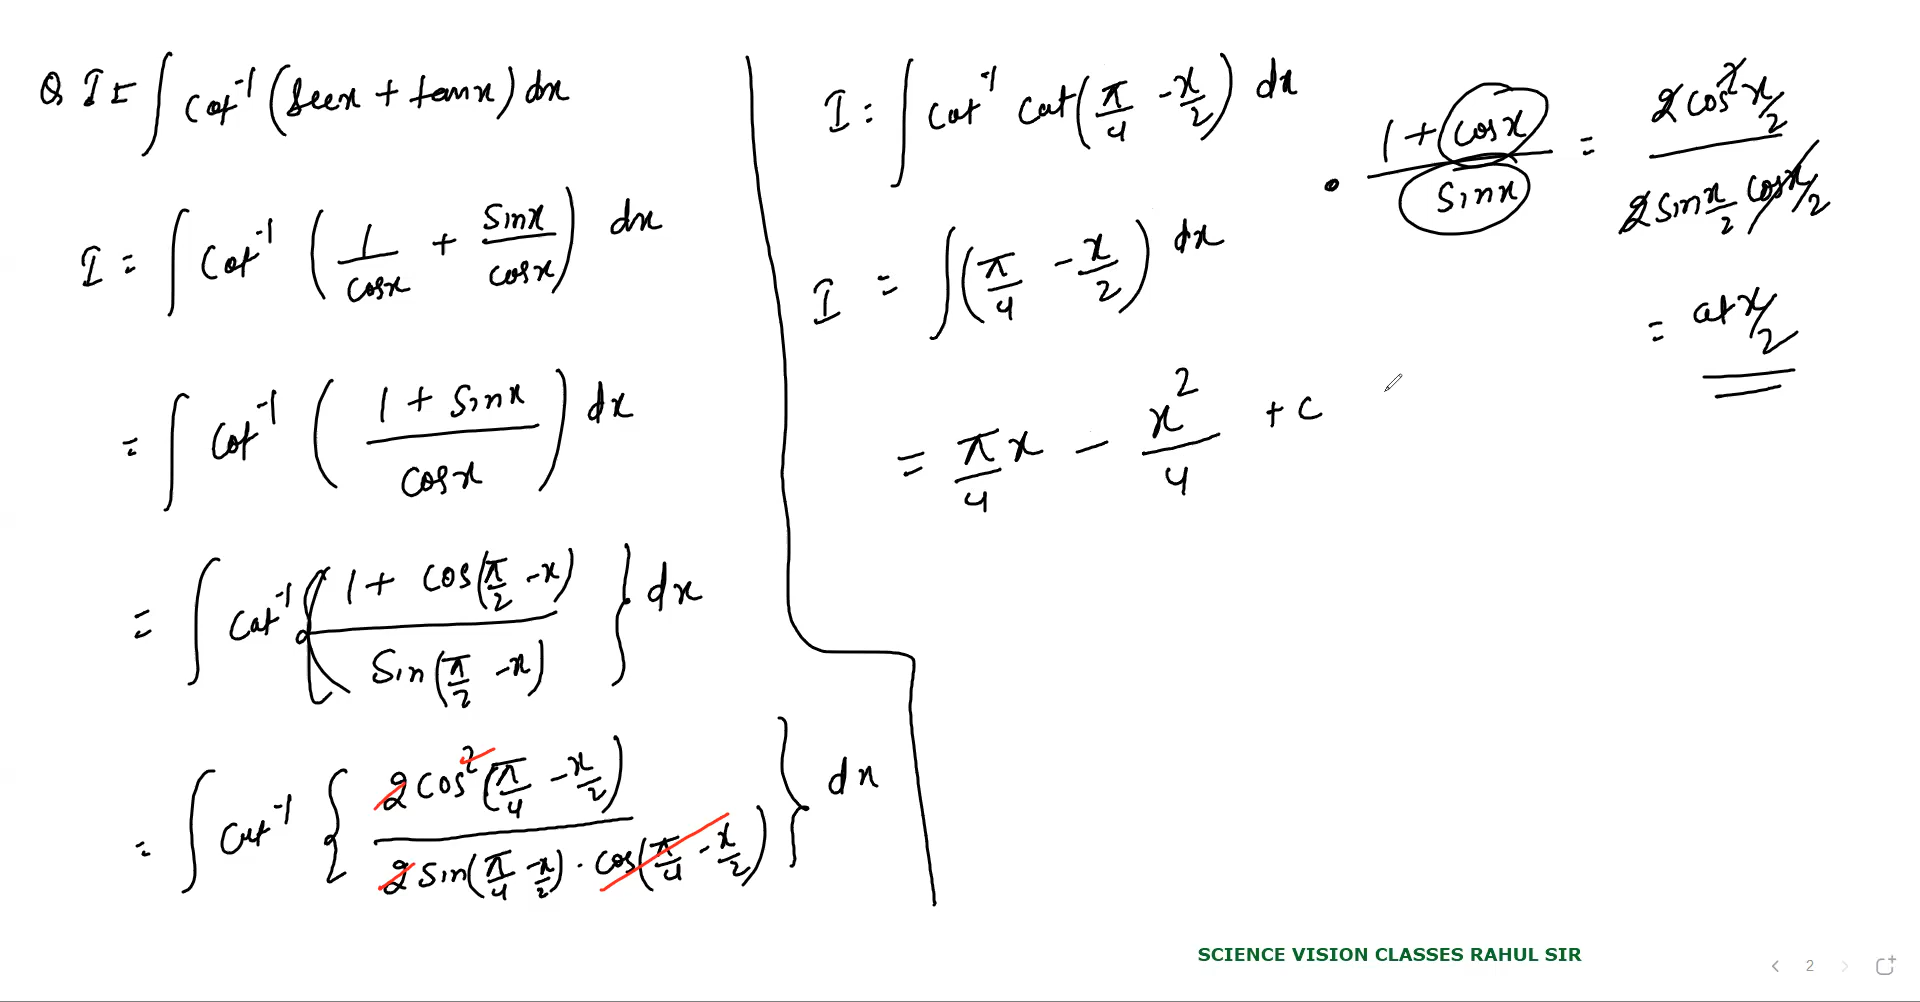 Q I = ∫ Cot⁻¹ (secx + tanx) dx
I = ∫ Cot⁻¹ (1/cosx + sinx/cosx) dx
= ∫ Cot⁻¹ ((1 + sinx)/cosx) dx
= ∫ Cot⁻¹ {(1 + cos(π/2 - x))/(Sin(π/2 - x))} dx
= ∫ Cot⁻¹ {2cos²(π/4 - x/2)/(2sin(π/4 - x/2) · cos(π/4 - x/2))} dx
I = ∫ Cot⁻¹ Cot(π/4 - x/2) dx
I = ∫ (π/4 - x/2) dx
= π/4 x - x²/4 + c
(1 + cosx)/sinx = 2cos² x/2 / (2 sin x/2 cos x/2)
= cot x/2
SCIENCE VISION CLASSES RAHUL SIR
2